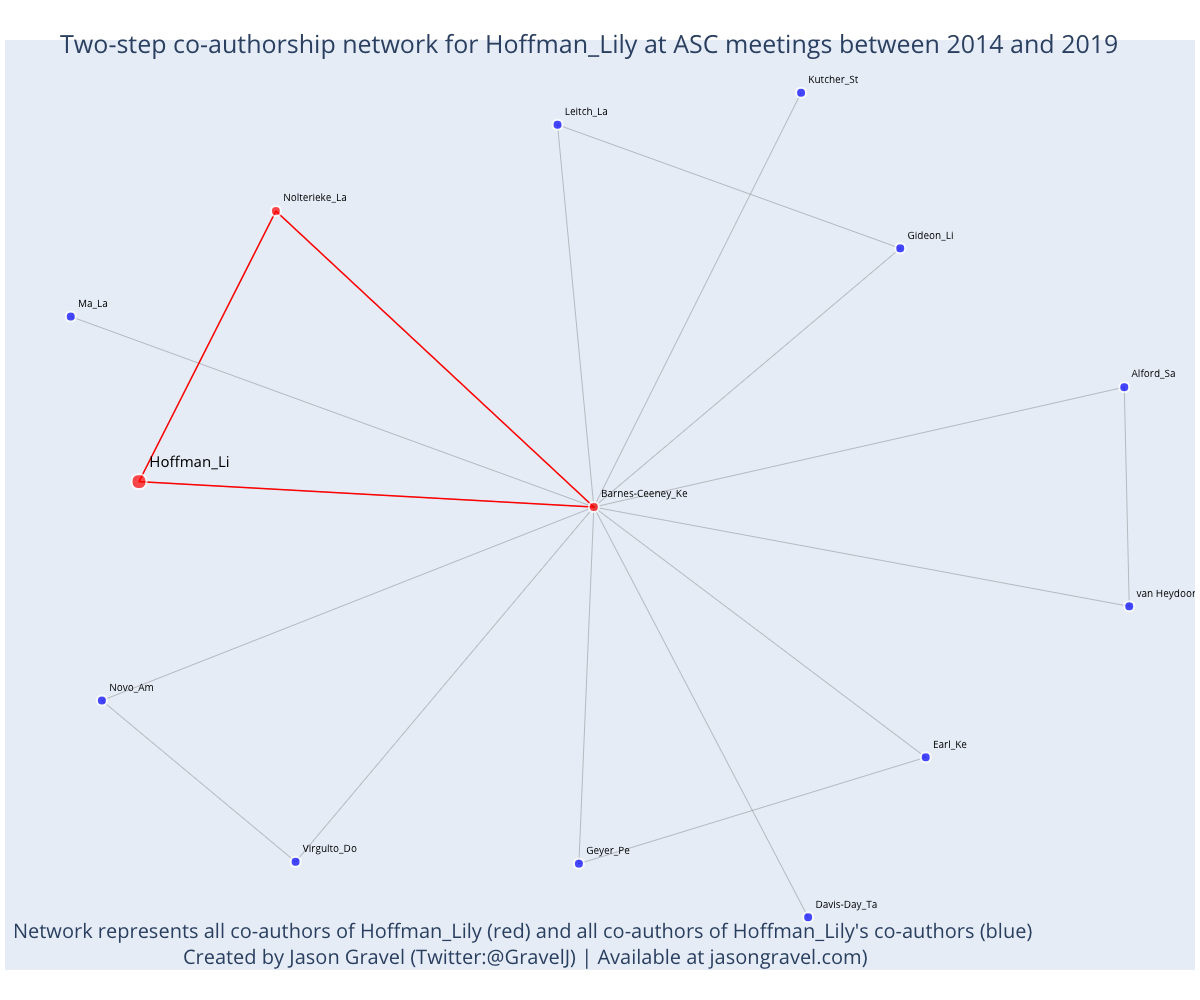 Two-step co-authorship network for Hoffman_Lily at ASC meetings between 2014 and 2019
Kutcher_St
Leitch_La
Nolterieke_La
Gideon_Li
Ma_La
Alford_Sa
Hoffman_Li
Barnes-Ceeney_Ke
van Heydoor
Novo_Am
Earl_Ke
Virgulto_Do
Geyer_Pe
Davis-Day_Ta
Network represents all co-authors of Hoffman_Lily (red) and all co-authors of Hoffman_Lily's co-authors (blue)
Created by Jason Gravel (Twitter:@GravelJ) | Available at jasongravel.com)